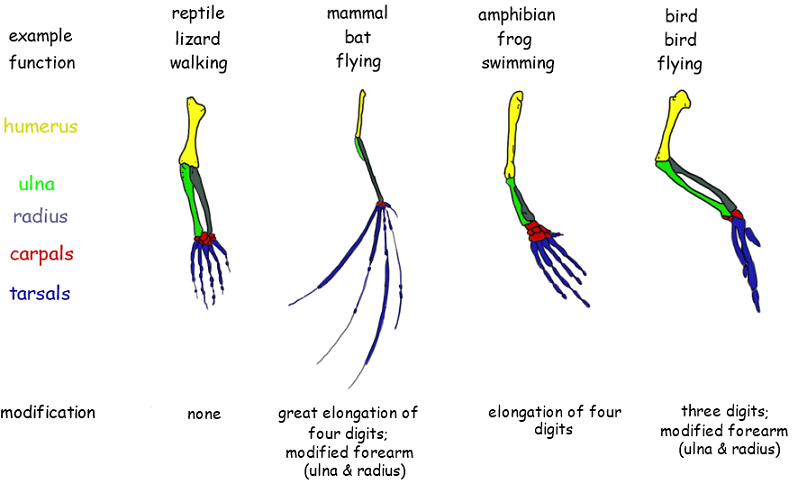 reptile mammal amphibian bird
example lizard bat frog bird
function walking flying swimming flying
humerus
ulna
radius
carpals
tarsals
modification none great elongation of elongation of four three digits;
four digits; digits modified forearm
modified forearm (ulna & radius)
(ulna & radius)